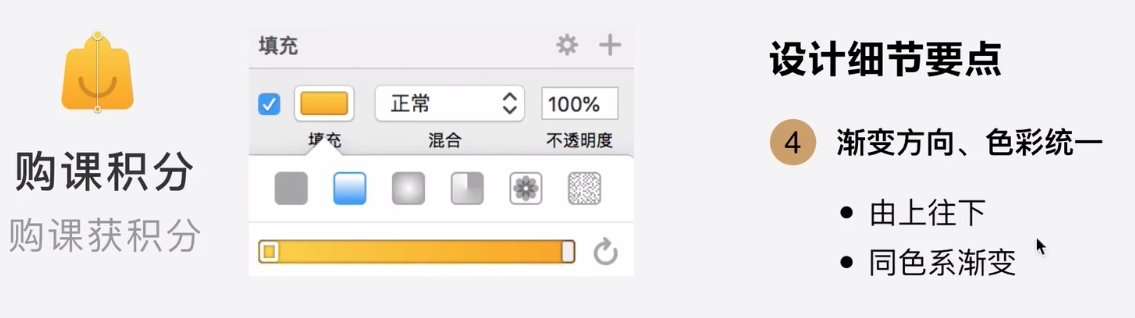 购课积分
购课获积分
填充
正常
100%
填充
混合
不透明度
设计细节要点
4 渐变方向、色彩统一
• 由上往下
• 同色系渐变